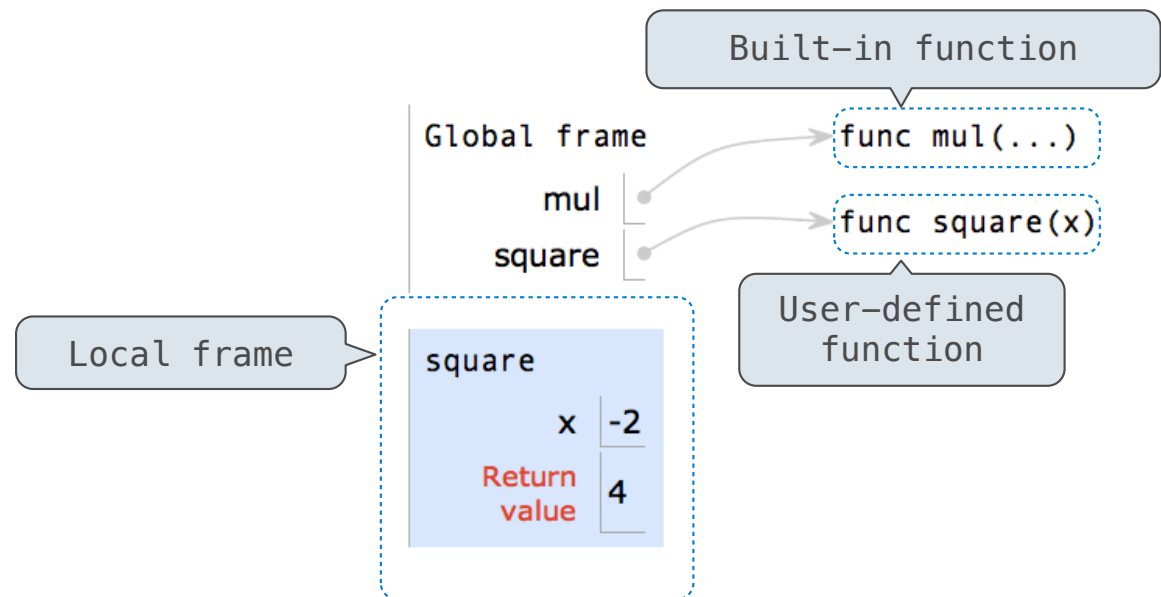 Built-in function
Global frame
func mul(...)
mul
func square(x)
square
User-defined
function
Local frame
square
x -2
Return
value
4